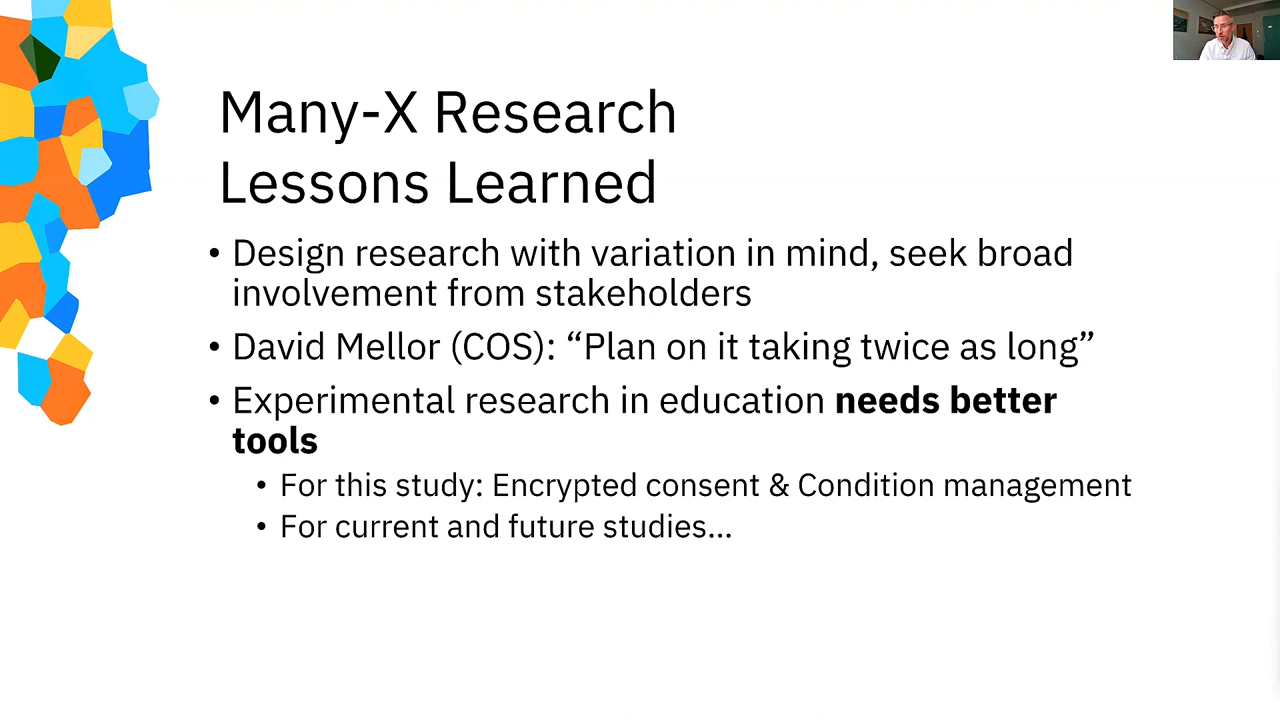 Many-X Research
Lessons Learned
• Design research with variation in mind, seek broad
involvement from stakeholders
• David Mellor (COS): “Plan on it taking twice as long”
• Experimental research in education needs better
tools
• For this study: Encrypted consent & Condition management
• For current and future studies...